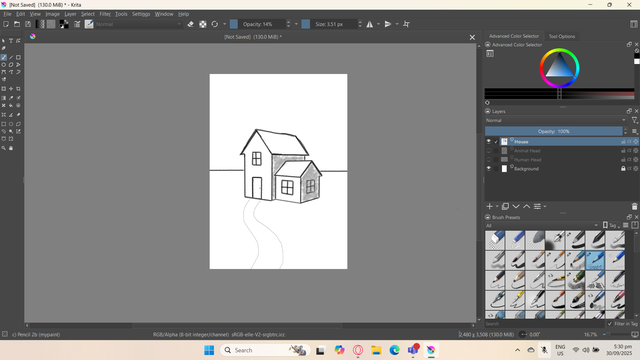 [Not Saved] (130.0 MiB) * - Krita
File Edit View Image Layer Select Filter Tools Settings Window Help
Normal
Opacity: 14%
Size: 3.51 px
[Not Saved] (130.0 MiB) *
Advanced Color Selector Tool Options
Advanced Color Selector
Layers
Normal
Opacity: 100%
House
Animal Head
Human Head
Background
Brush Presets
All
Tag
Search
Filter in Tag
c) Pencil 2b (mypaint)
RGB/Alpha (8-bit integer/channel) sRGB-elle-V2-srgbtrc.icc
2,480 x 3,508 (130.0 MiB)
0.00°
16.7%
Search
ENG
US
5:30 pm
30/09/2025